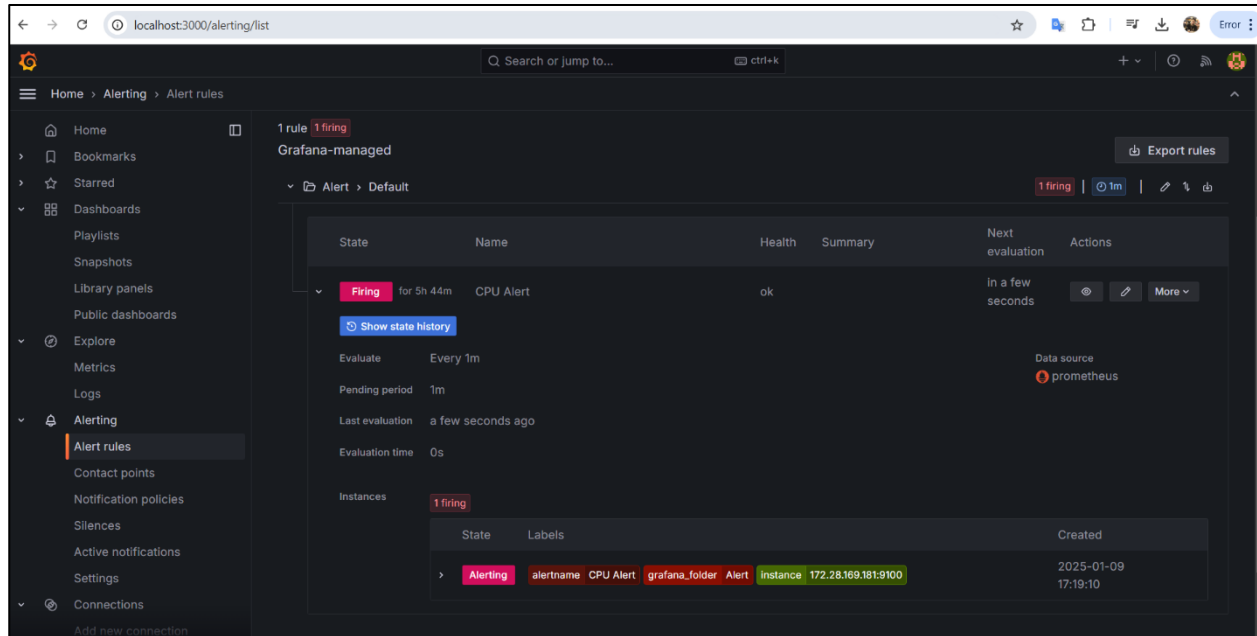 localhost:3000/alerting/list
Error
Search or jump to... ctrl+k
Home > Alerting > Alert rules
Home
Bookmarks
Starred
Dashboards
Playlists
Snapshots
Library panels
Public dashboards
Explore
Metrics
Logs
Alerting
Alert rules
Contact points
Notification policies
Silences
Active notifications
Settings
Connections
Add new connection
1 rule 1 firing
Grafana-managed
Export rules
Alert > Default
1 firing | 1m |
State Name Health Summary Next evaluation Actions
Firing for 5h 44m CPU Alert ok in a few seconds More
Show state history
Evaluate Every 1m
Data source
prometheus
Pending period 1m
Last evaluation a few seconds ago
Evaluation time 0s
Instances 1 firing
State Labels Created
Alerting alertname CPU Alert grafana_folder Alert instance 172.28.169.181:9100 2025-01-09
17:19:10